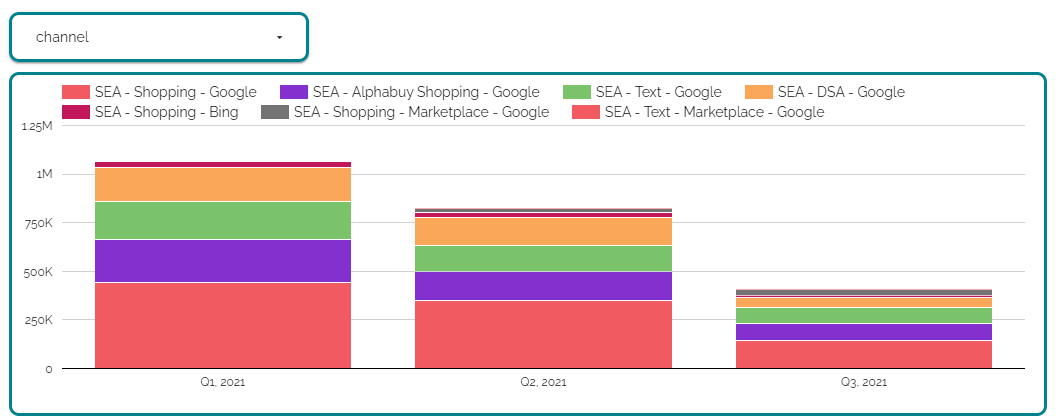 channel
SEA - Shopping - Google SEA - Alphabuy Shopping - Google SEA - Text - Google SEA - DSA - Google
SEA - Shopping - Bing SEA - Shopping - Marketplace - Google SEA - Text - Marketplace - Google
1.25M
1M
750K
500K
250K
0
Q1, 2021 Q2, 2021 Q3, 2021